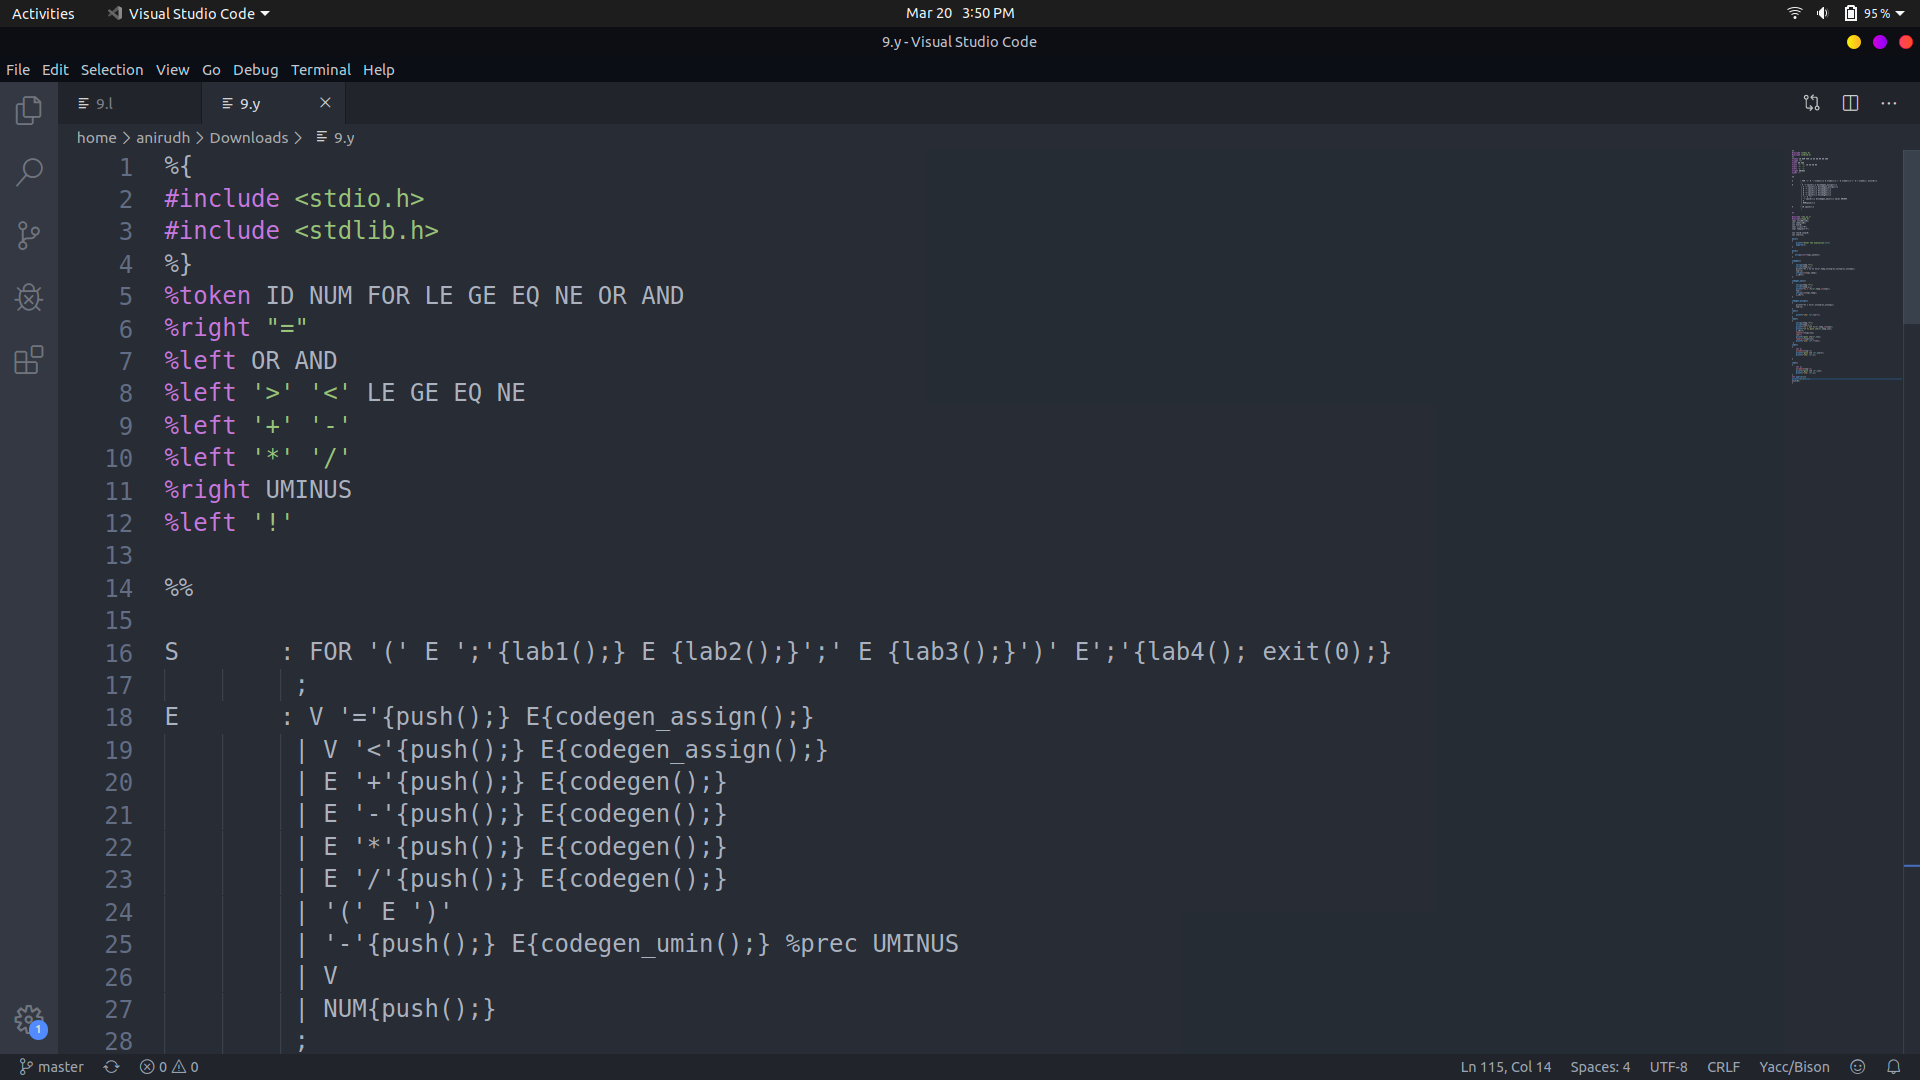 Activities Visual Studio Code Mar 20 3:50 PM 95 %
9.y - Visual Studio Code
File Edit Selection View Go Debug Terminal Help
9.l 9.y
home > anirudh > Downloads > 9.y
1 %{
2 #include <stdio.h>
3 #include <stdlib.h>
4 %}
5 %token ID NUM FOR LE GE EQ NE OR AND
6 %right "="
7 %left OR AND
8 %left '>' '<' LE GE EQ NE
9 %left '+' '-'
10 %left '*' '/'
11 %right UMINUS
12 %left '!'
13
14 %%
15
16 S : FOR '(' E ';'{lab1();} E {lab2();}';' E {lab3();}')' E';'{lab4(); exit(0);}
17 ;
18 E : V '='{push();} E{codegen_assign();}
19 | V '<'{push();} E{codegen_assign();}
20 | E '+'{push();} E{codegen();}
21 | E '-'{push();} E{codegen();}
22 | E '*'{push();} E{codegen();}
23 | E '/'{push();} E{codegen();}
24 | '(' E ')'
25 | '-'{push();} E{codegen_umin();} %prec UMINUS
26 | V
27 | NUM{push();}
28 ;
1
master 0 0 Ln 115, Col 14 Spaces: 4 UTF-8 CRLF Yacc/Bison